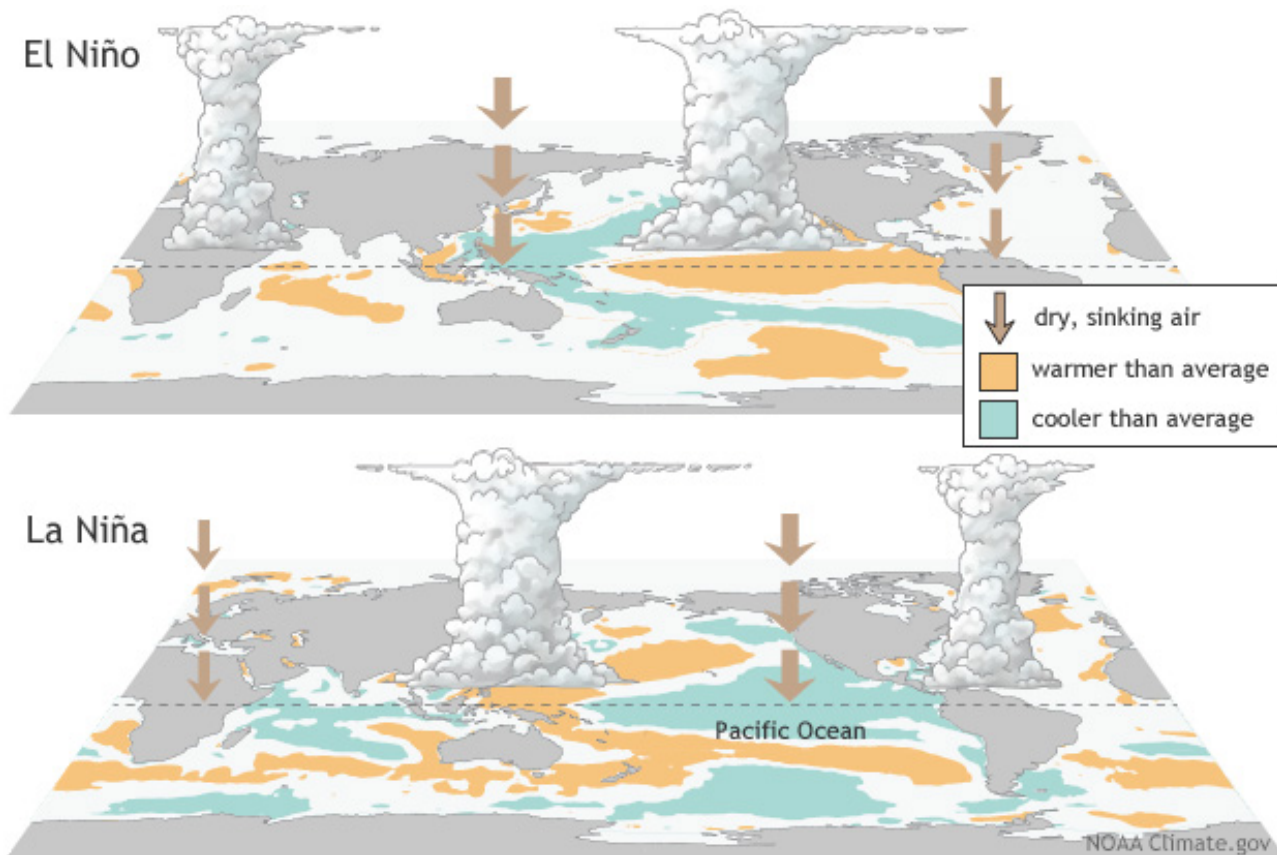 El Niño
dry, sinking air
warmer than average
cooler than average
La Niña
Pacific Ocean
NOAA Climate.gov